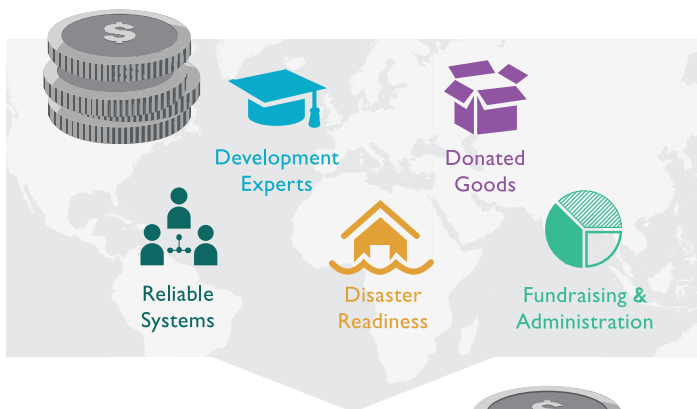 $
Development
Experts
Donated
Goods
Reliable
Systems
Disaster
Readiness
Fundraising &
Administration
$